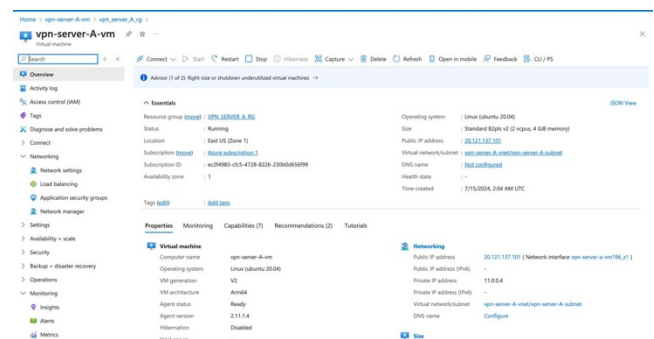 Home > vpn-server-A-vm > vpn_server_A_rg >
vpn-server-A-vm
Virtual machine
Search
Connect Start Restart Stop Hibernate Capture Delete Refresh Open in mobile Feedback CLI / PS
Overview
Activity log
Access control (IAM)
Tags
Diagnose and solve problems
Connect
Networking
Network settings
Load balancing
Application security groups
Network manager
Settings
Availability + scale
Security
Backup + disaster recovery
Operations
Monitoring
Insights
Alerts
Metrics
Advisor (1 of 2): Right-size or shutdown underutilized virtual machines →
Essentials
JSON View
Resource group (move) : VPN_SERVER_A_RG
Status : Running
Location : East US (Zone 1)
Subscription (move) : Azure subscription 1
Subscription ID : ec2f4983-cfc5-4728-8226-230b0d656f99
Availability zone : 1
Operating system : Linux (ubuntu 20.04)
Size : Standard B2pls v2 (2 vcpus, 4 GiB memory)
Public IP address : 20.121.137.101
Virtual network/subnet : vpn-server-A-vnet/vpn-server-A-subnet
DNS name : Not configured
Health state : -
Time created : 7/15/2024, 2:04 AM UTC
Tags (edit) : Add tags
Properties Monitoring Capabilities (7) Recommendations (2) Tutorials
Virtual machine
Computer name vpn-server-A-vm
Operating system Linux (ubuntu 20.04)
VM generation V2
VM architecture Arm64
Agent status Ready
Agent version 2.11.1.4
Hibernation Disabled
Networking
Public IP address 20.121.137.101 ( Network interface vpn-server-a-vm196_z1 )
Public IP address (IPv6) -
Private IP address 11.0.0.4
Private IP address (IPv6) -
Virtual network/subnet vpn-server-A-vnet/vpn-server-A-subnet
DNS name Configure
Size